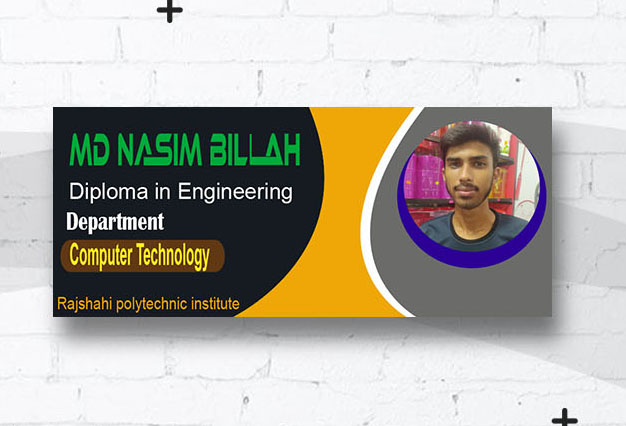 MD NASIM BILLAH
Diploma in Engineering
Department
Computer Technology
Rajshahi polytechnic institute